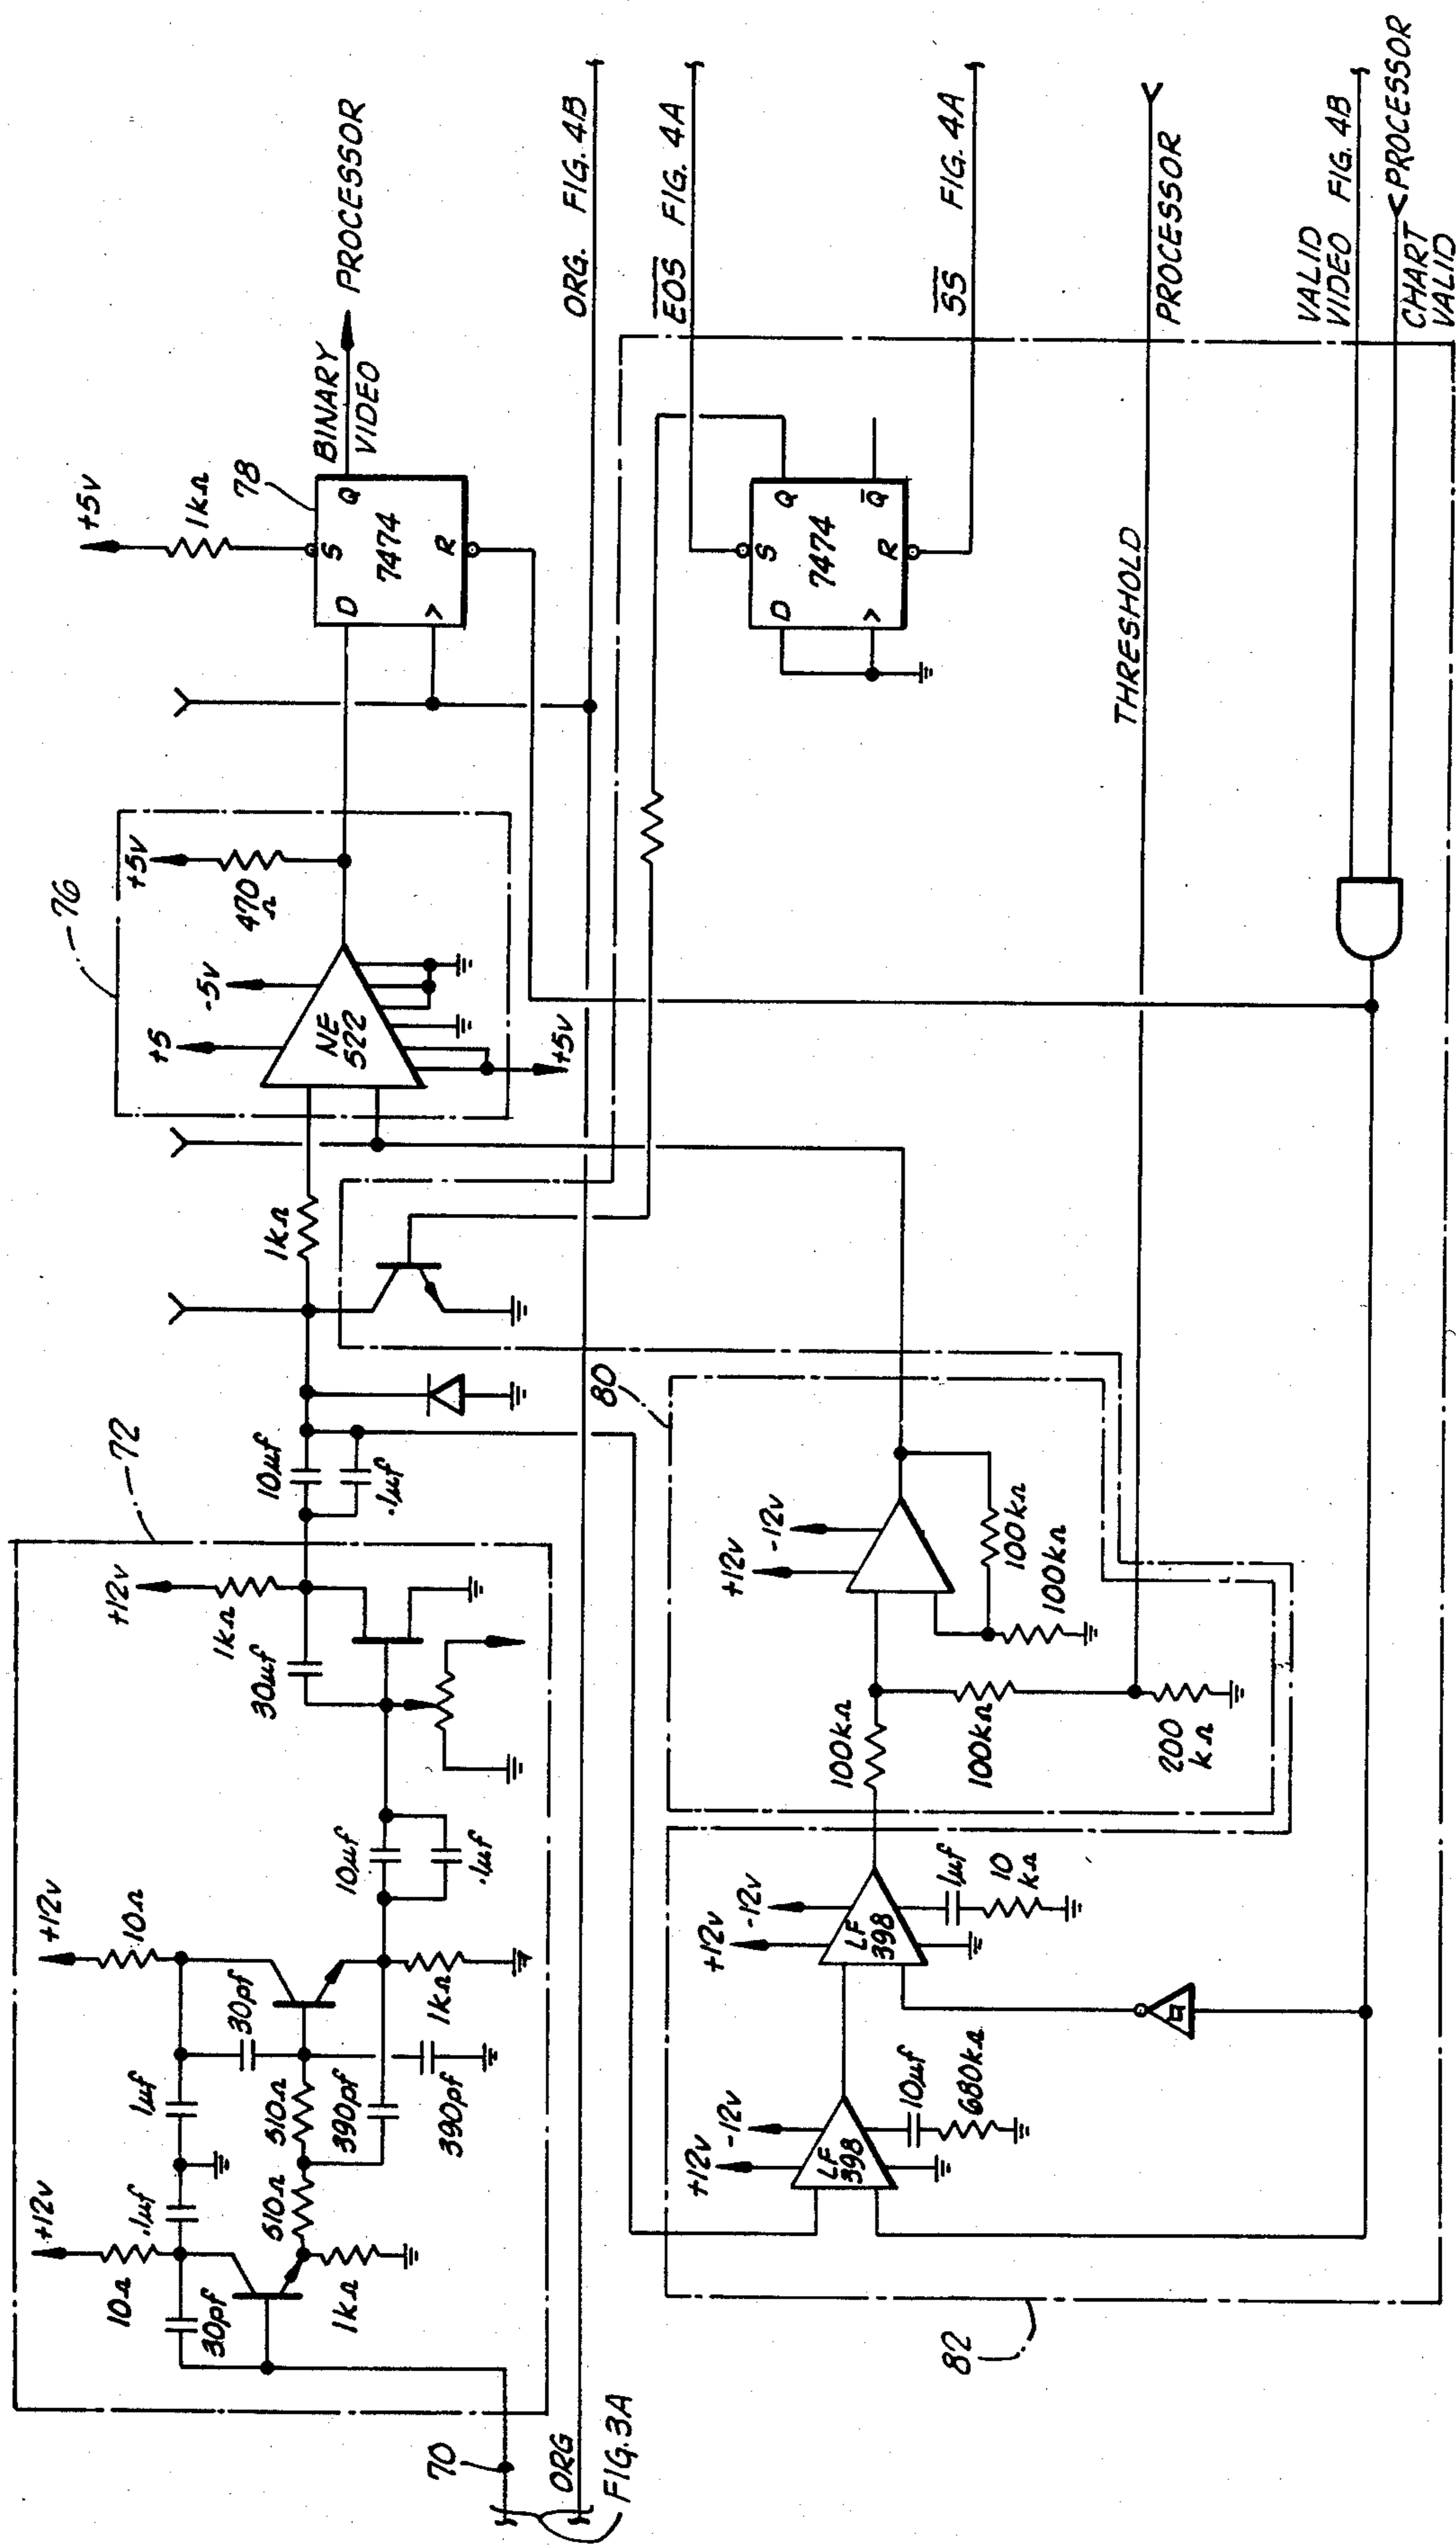 72
+12v
10Ω
30pf
.1µf
1µf
+12v
10Ω
30pf
510Ω
510Ω
1kΩ
390pf
390pf
1kΩ
10µf
.1µf
30µf
1kΩ
+12v
10µf
.1µf
1kΩ
76
+5
-5v
NE
522
+5v
+5v
470
Ω
+5v
1kΩ
78
D
S
Q
7474
R
>
BINARY
VIDEO
PROCESSOR
70
ORG
FIG. 3A
ORG. FIG. 4B
EOS FIG. 4A
D
S
Q
7474
Q
R
>
SS FIG. 4A
80
+12v
-12v
100kΩ
100kΩ
100kΩ
100kΩ
200
kΩ
THRESHOLD
PROCESSOR
82
+12v
-12v
LF
398
10µf
680kΩ
+12v
-12v
LF
398
1µf
10
kΩ
VALID
VIDEO FIG. 4B
CHART
VALID
PROCESSOR